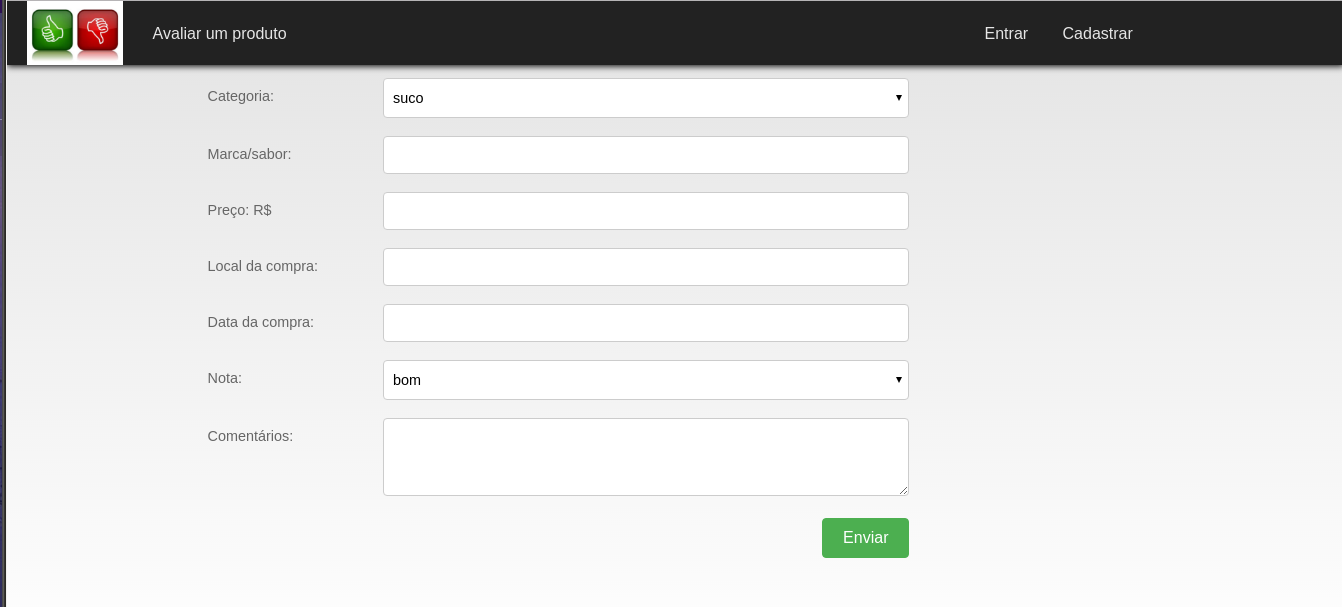 Avaliar um produto Entrar Cadastrar
Categoria: suco
Marca/sabor:
Preço: R$
Local da compra:
Data da compra:
Nota: bom
Comentários:
Enviar